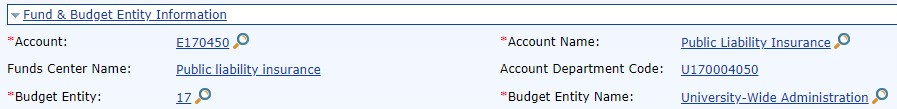 Fund & Budget Entity Information
*Account: E170450 *Account Name: Public Liability Insurance
Funds Center Name: Public liability insurance Account Department Code: U170004050
*Budget Entity: 17 *Budget Entity Name: University-Wide Administration